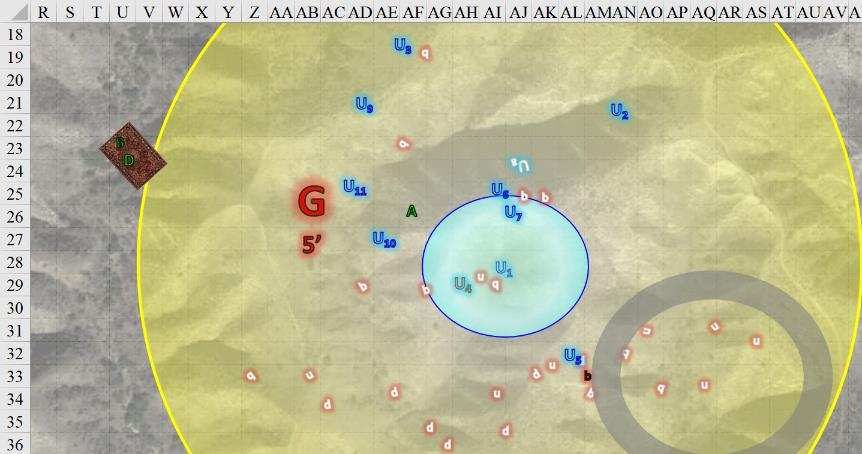 R S T U V W X Y Z AA AB AC AD AE AF AG AH AI AJ AK AL AM AN AO AP AQ AR AS AT AU AV A
18 U3
19 q
20
21 U9 U2
22
23 B q
24 D U8
25 G U11 U6 b b
26 A U7
27 5' U10
28 U1
29 b b U4 u q
30
31 u u u
32 U5 q
33 q u d u b
34 d d u b q u
35 d d
36 d